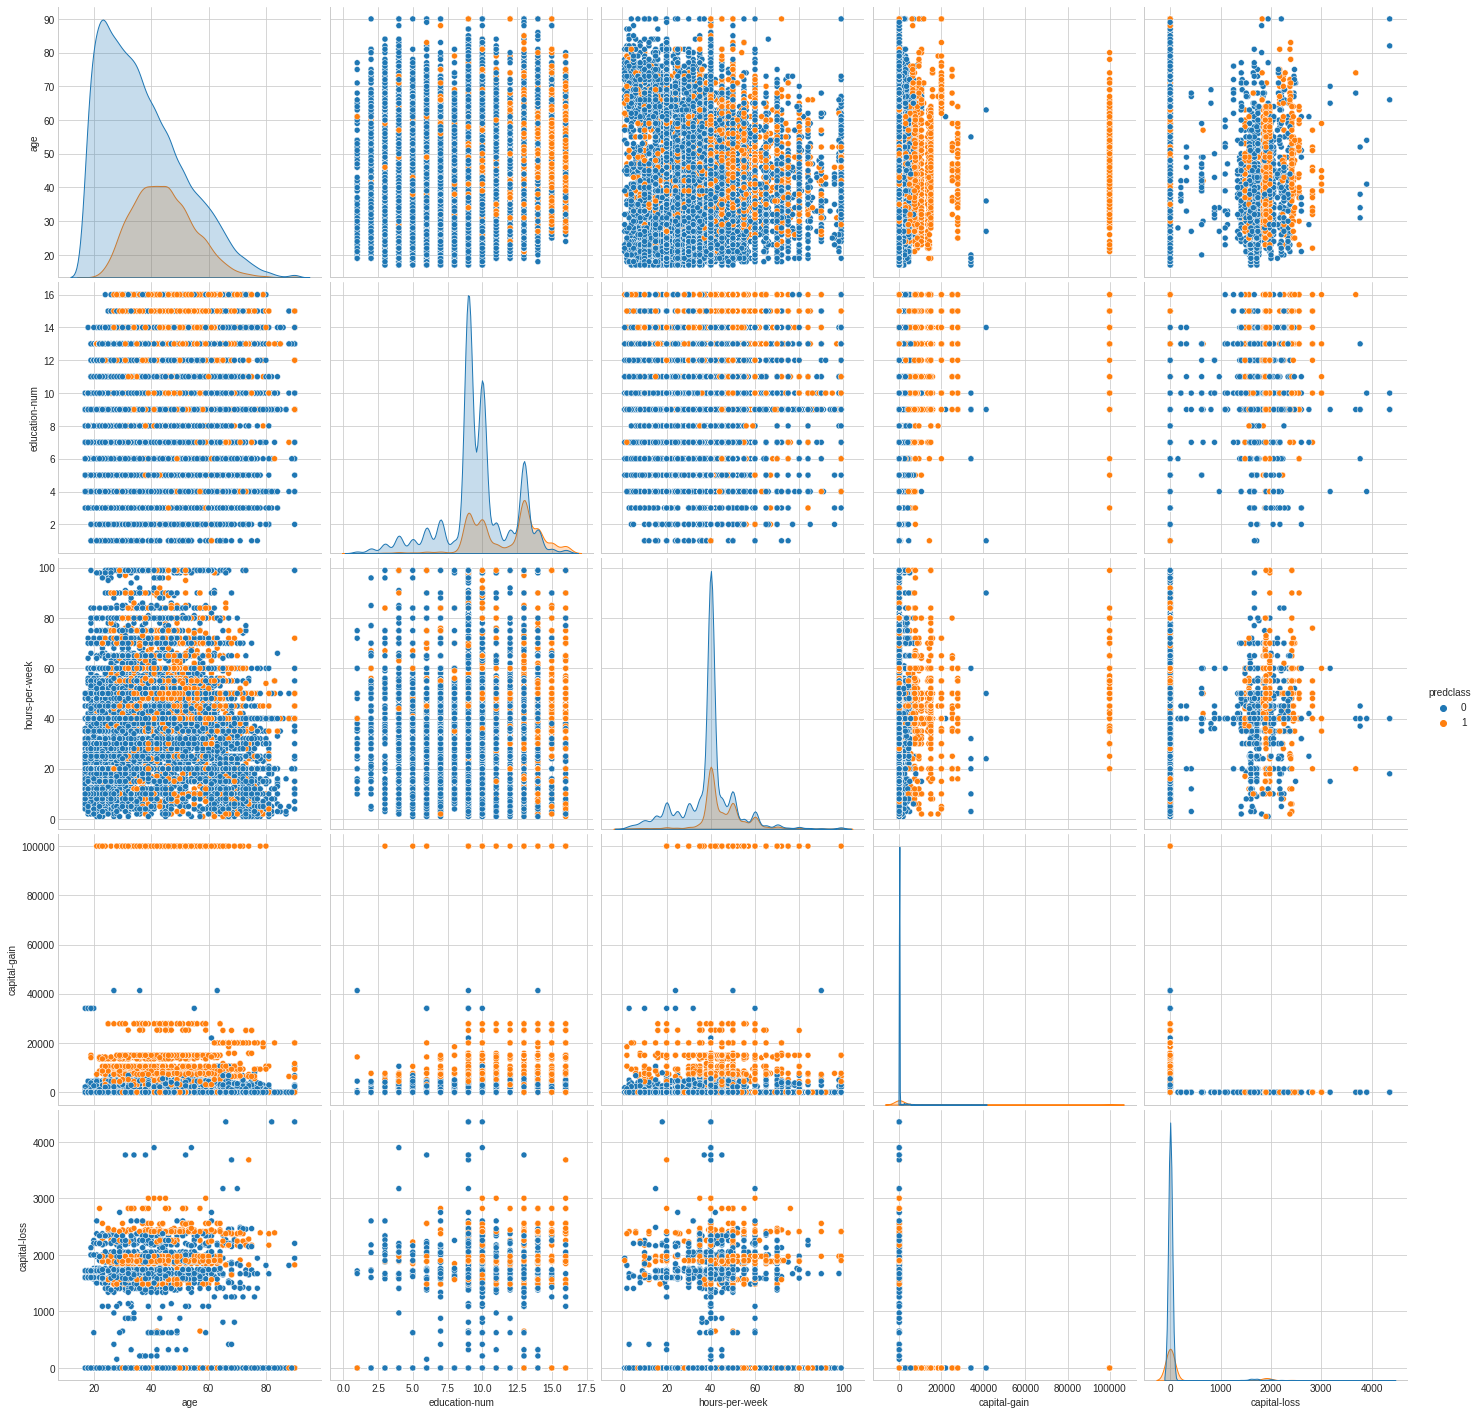 90
80
70
60
50
40
30
20
age
16
14
12
10
8
6
4
2
education-num
100
80
60
40
20
0
hours-per-week
predclass
0
1
100000
80000
60000
40000
20000
0
capital-gain
4000
3000
2000
1000
0
capital-loss
20 40 60 80
0.0 2.5 5.0 7.5 10.0 12.5 15.0 17.5
0 20 40 60 80 100
0 20000 40000 60000 80000 100000
0 1000 2000 3000 4000
age education-num hours-per-week capital-gain capital-loss